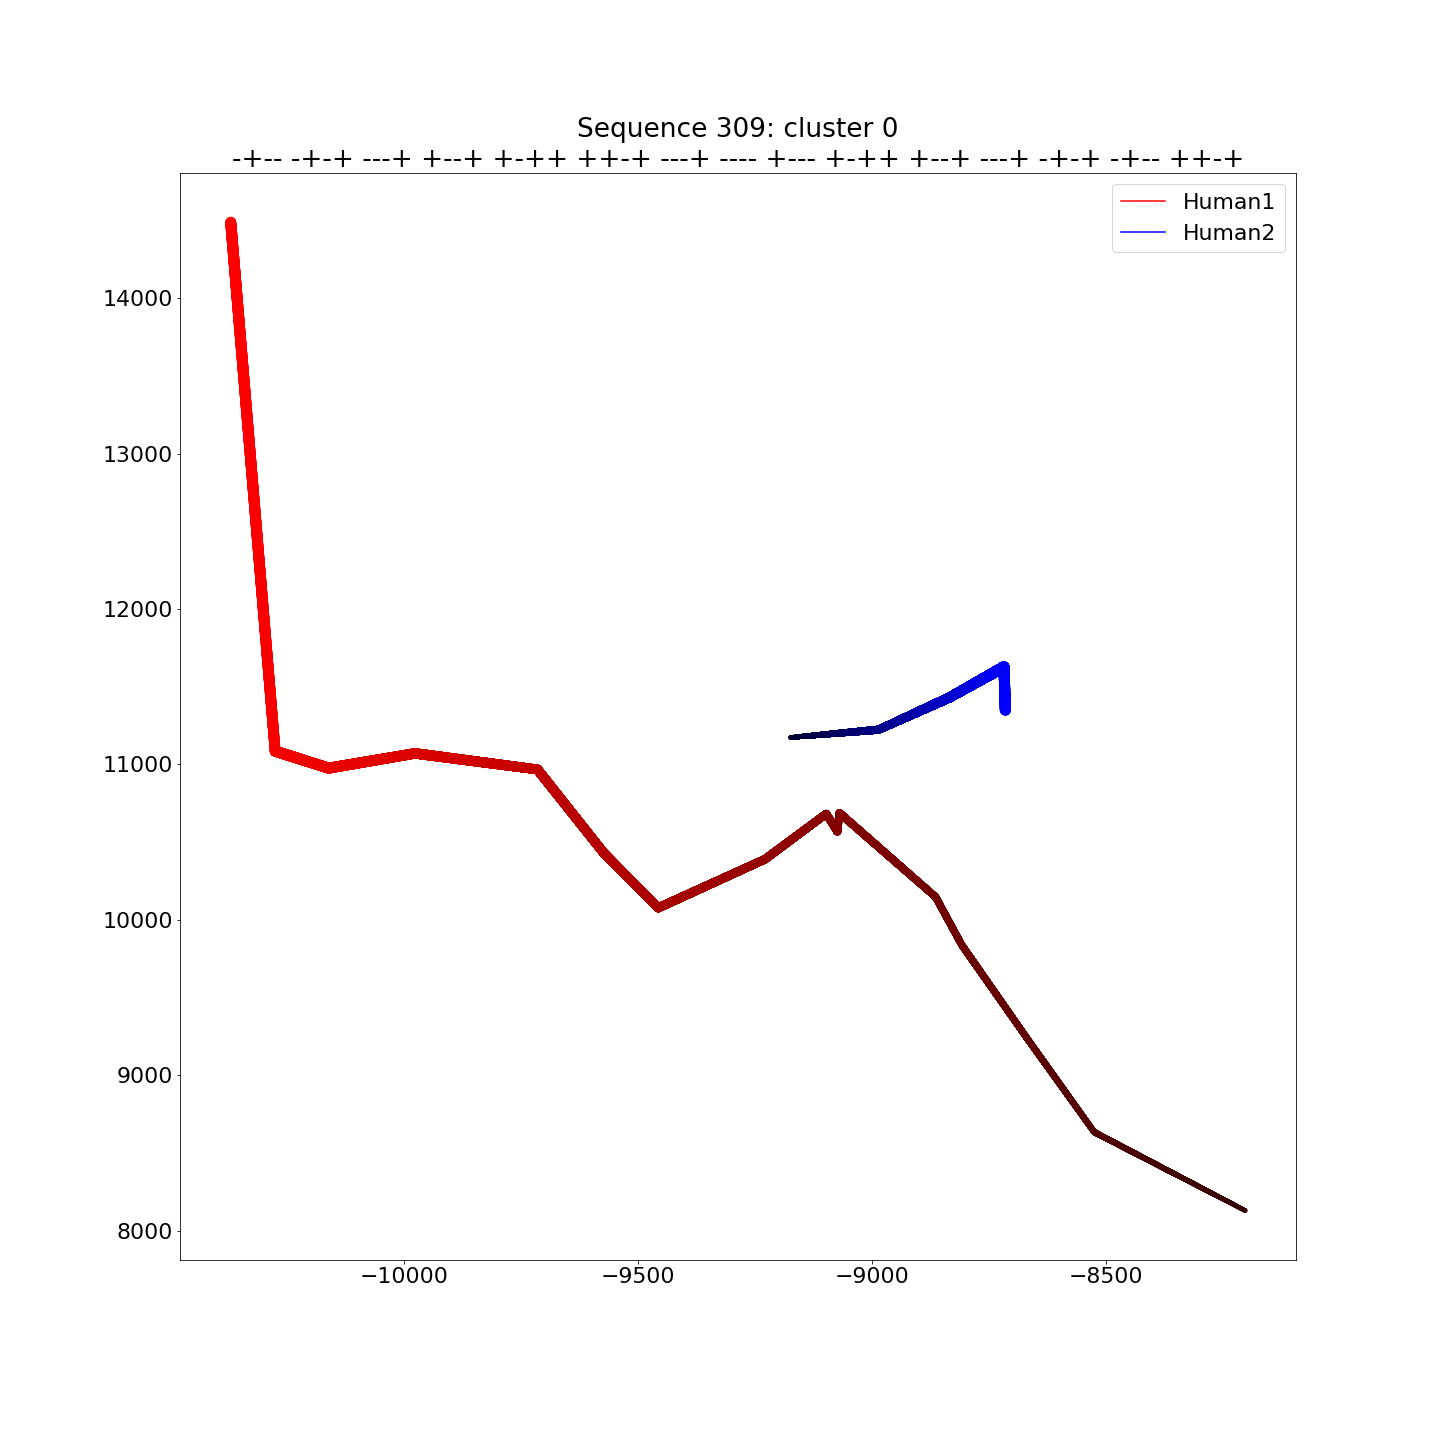 Sequence 309: cluster 0
-+-- -+-+ ---+ +--+ +-++ ++-+ ---+ ---- +--- +-++ +--+ ---+ -+-+ -+-- ++-+
Human1
Human2
14000
13000
12000
11000
10000
9000
8000
−10000 −9500 −9000 −8500